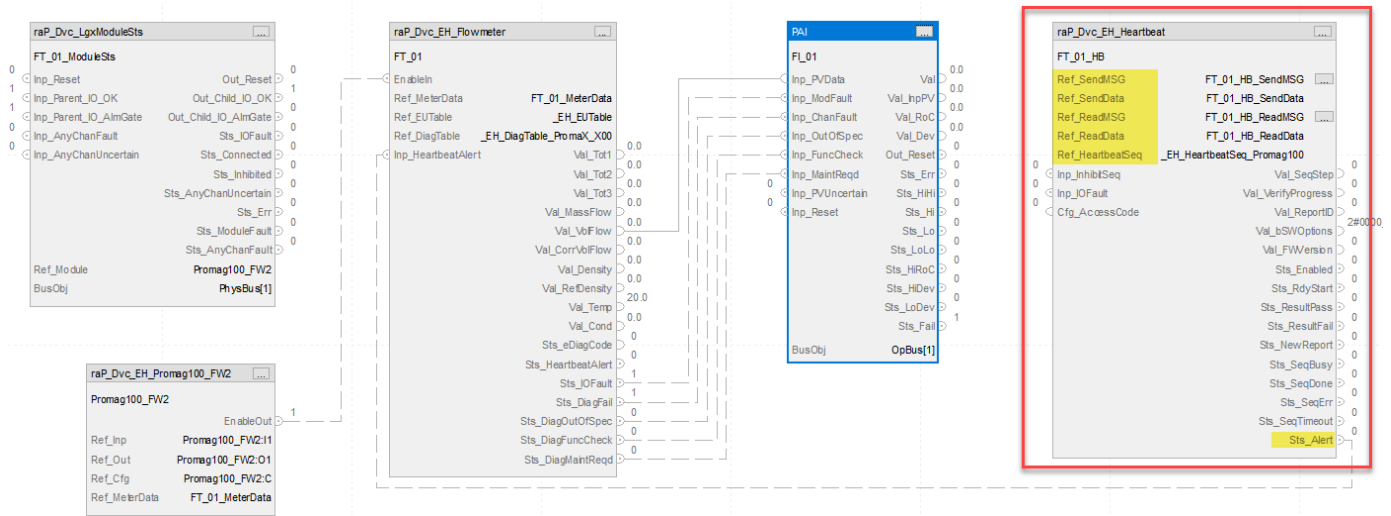 raP_Dvc_LgxModuleSts ...
FT_01_ModuleSts
0 Inp_Reset Out_Reset 0
1 Inp_Parent_IO_OK Out_Child_IO_OK 1
1 Inp_Parent_IO_AlmGate Out_Child_IO_AlmGate 0
0 Inp_AnyChanFault Sts_IOFault 0
0 Inp_AnyChanUncertain Sts_Connected 0
Sts_Inhibited 0
Sts_AnyChanUncertain 0
Sts_Err 0
Sts_ModuleFault 0
Sts_AnyChanFault 0
Ref_Module Promag100_FW2
BusObj PhysBus[1]
raP_Dvc_EH_Promag100_FW2 ...
Promag100_FW2
EnableOut 1
Ref_Inp Promag100_FW2:I1
Ref_Out Promag100_FW2:O1
Ref_Cfg Promag100_FW2:C
Ref_MeterData FT_01_MeterData
raP_Dvc_EH_Flowmeter ...
FT_01
EnableIn
Ref_MeterData FT_01_MeterData
Ref_EUTable _EH_EUTable
Ref_DiagTable _EH_DiagTable_PromaX_X00
Inp_HeartbeatAlert
Val_Tot1 0.0
Val_Tot2 0.0
Val_Tot3 0.0
Val_MassFlow 0.0
Val_VolFlow 0.0
Val_CorrVolFlow 0.0
Val_Density 0.0
Val_RefDensity 0.0
Val_Temp 20.0
Val_Cond 0.0
Sts_eDiagCode 0
Sts_HeartbeatAlert 0
Sts_IOFault 1
Sts_DiagFail 1
Sts_DiagOutOfSpec 0
Sts_DiagFuncCheck 0
Sts_DiagMaintReqd 0
PAI ...
FI_01
Inp_PVData Val 0.0
Inp_ModFault Val_InpPV 0.0
Inp_ChanFault Val_RoC 0.0
Inp_OutOfSpec Val_Dev 0.0
Inp_FuncCheck Out_Reset 0
Inp_MaintReqd Sts_Err 0
0 Inp_PVUncertain Sts_HiHi 0
0 Inp_Reset Sts_Hi 0
Sts_Lo 0
Sts_LoLo 0
Sts_HiRoC 0
Sts_HiDev 0
Sts_LoDev 0
Sts_Fail 1
BusObj OpBus[1]
raP_Dvc_EH_Heartbeat ...
FT_01_HB
Ref_SendMSG FT_01_HB_SendMSG ...
Ref_SendData FT_01_HB_SendData
Ref_ReadMSG FT_01_HB_ReadMSG ...
Ref_ReadData FT_01_HB_ReadData
Ref_HeartbeatSeq _EH_HeartbeatSeq_Promag100
0 Inp_InhibitSeq Val_SeqStep 0
0 Inp_IOFault Val_VerifyProgress 0
0 Cfg_AccessCode Val_ReportID 0
Val_bSWOptions 2#0000_
Val_FWVersion 0
Sts_Enabled 0
Sts_RdyStart 0
Sts_ResultPass 0
Sts_ResultFail 0
Sts_NewReport 0
Sts_SeqBusy 0
Sts_SeqDone 0
Sts_SeqErr 0
Sts_SeqTimeout 0
Sts_Alert 0